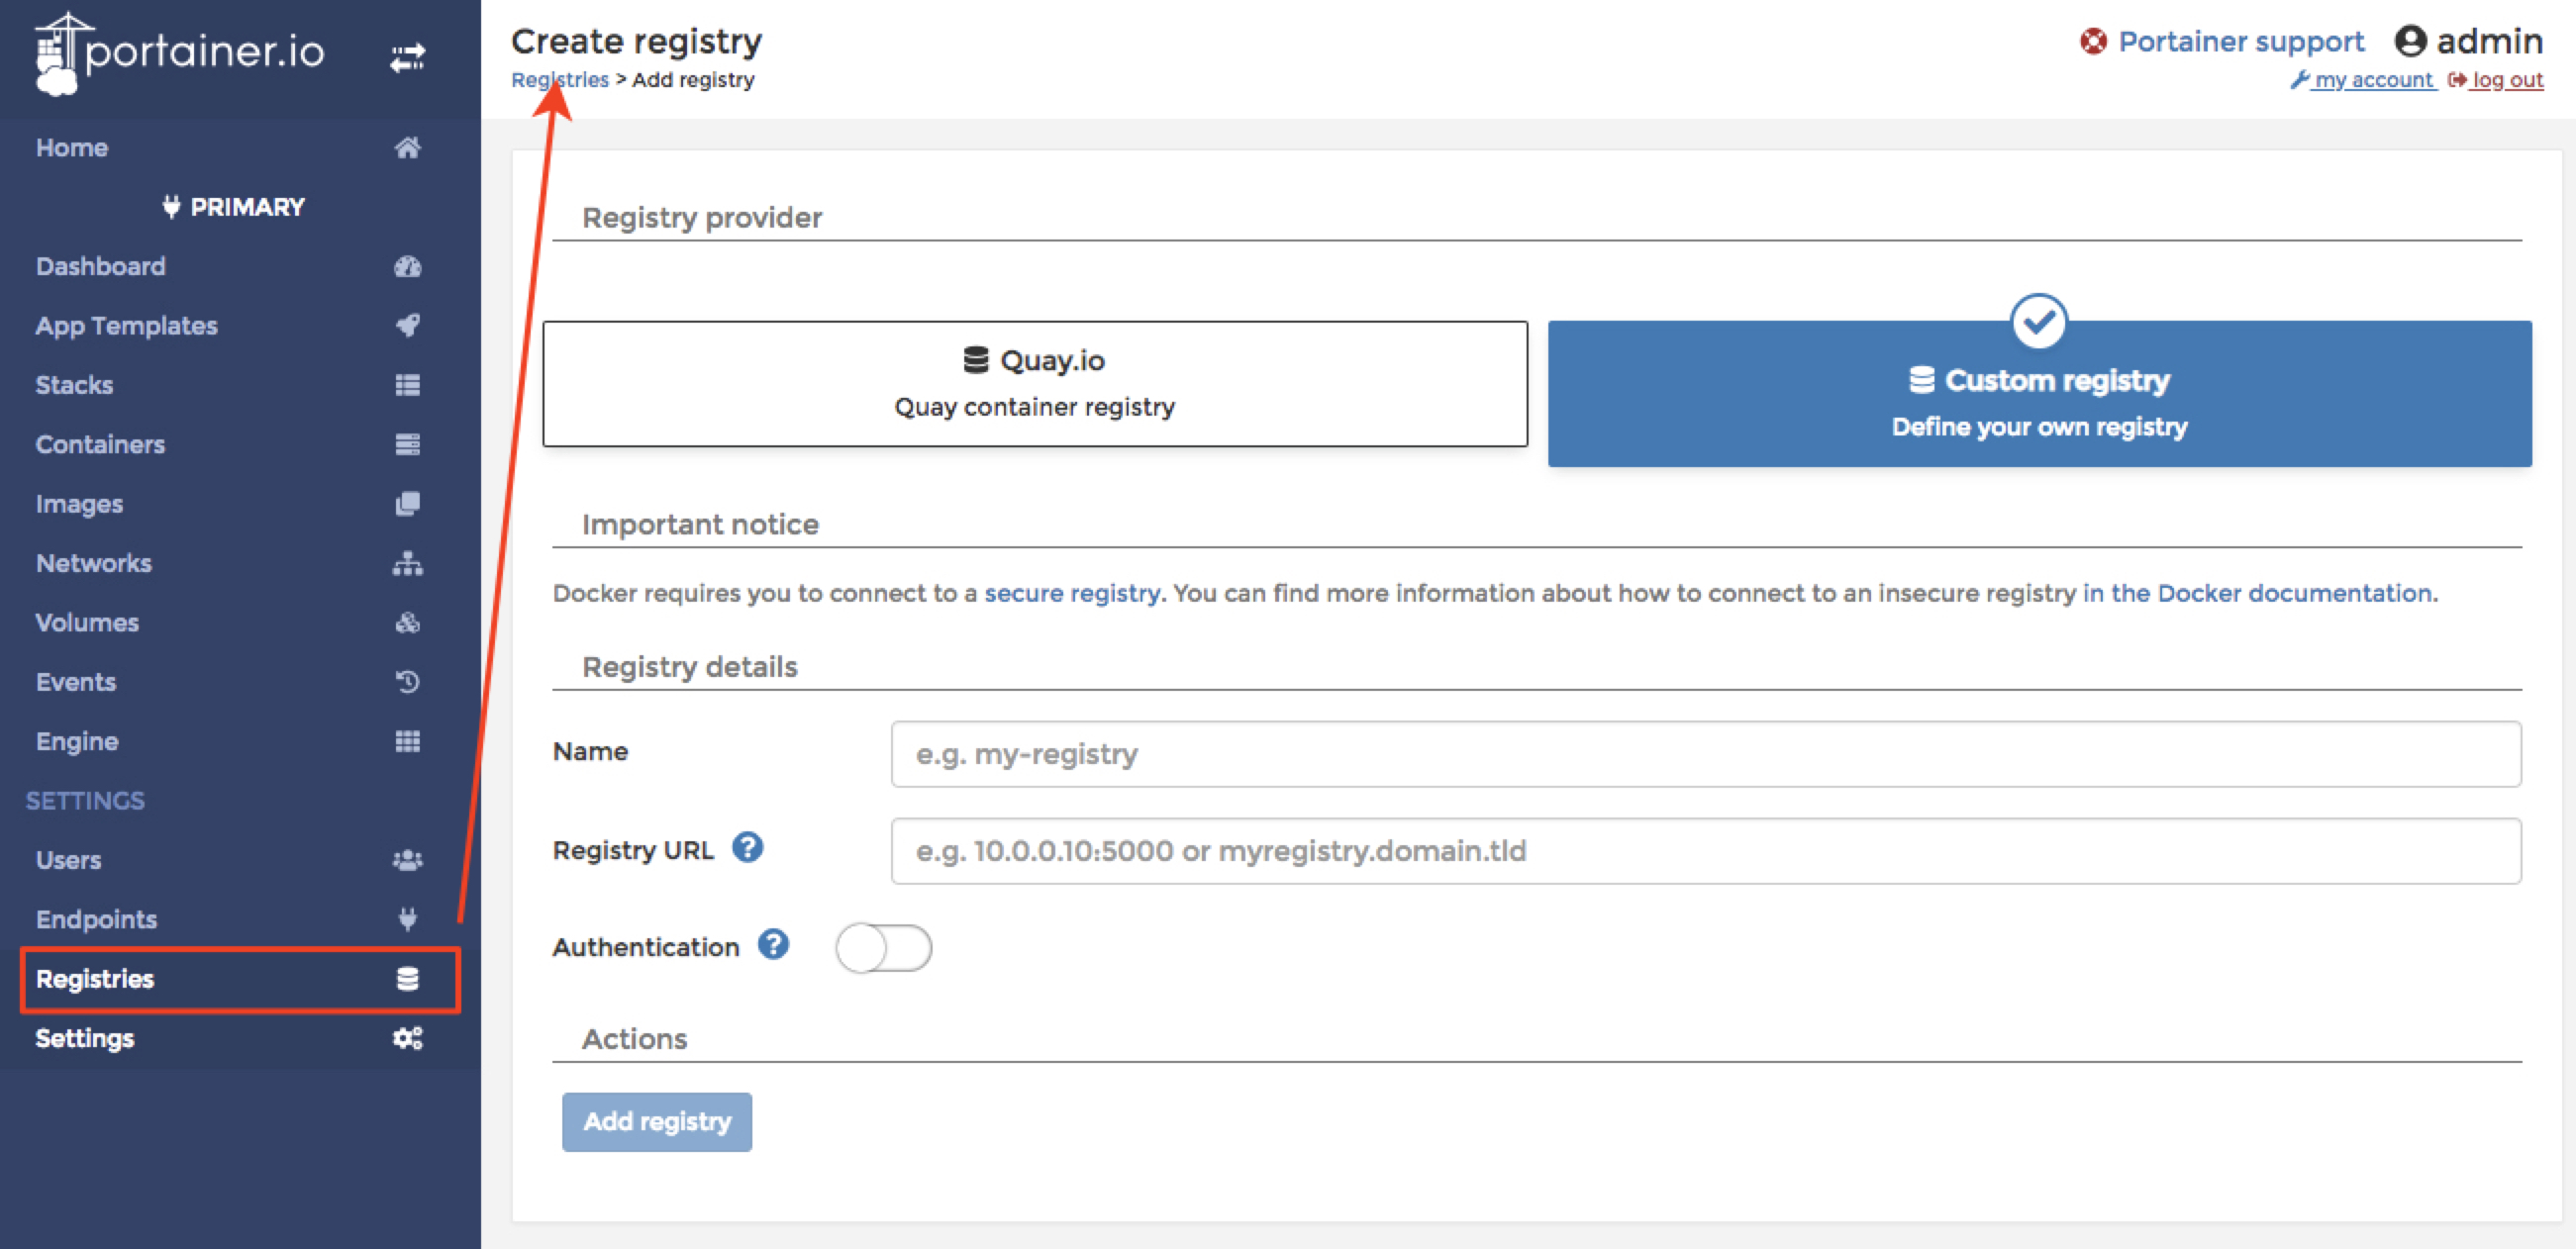 portainer.io
Home
PRIMARY
Dashboard
App Templates
Stacks
Containers
Images
Networks
Volumes
Events
Engine
SETTINGS
Users
Endpoints
Registries
Settings
Create registry
Registries > Add registry
Portainer support admin
my account log out
Registry provider
Quay.io
Quay container registry
Custom registry
Define your own registry
Important notice
Docker requires you to connect to a secure registry. You can find more information about how to connect to an insecure registry in the Docker documentation.
Registry details
Name e.g. my-registry
Registry URL ? e.g. 10.0.0.10:5000 or myregistry.domain.tld
Authentication ?
Actions
Add registry